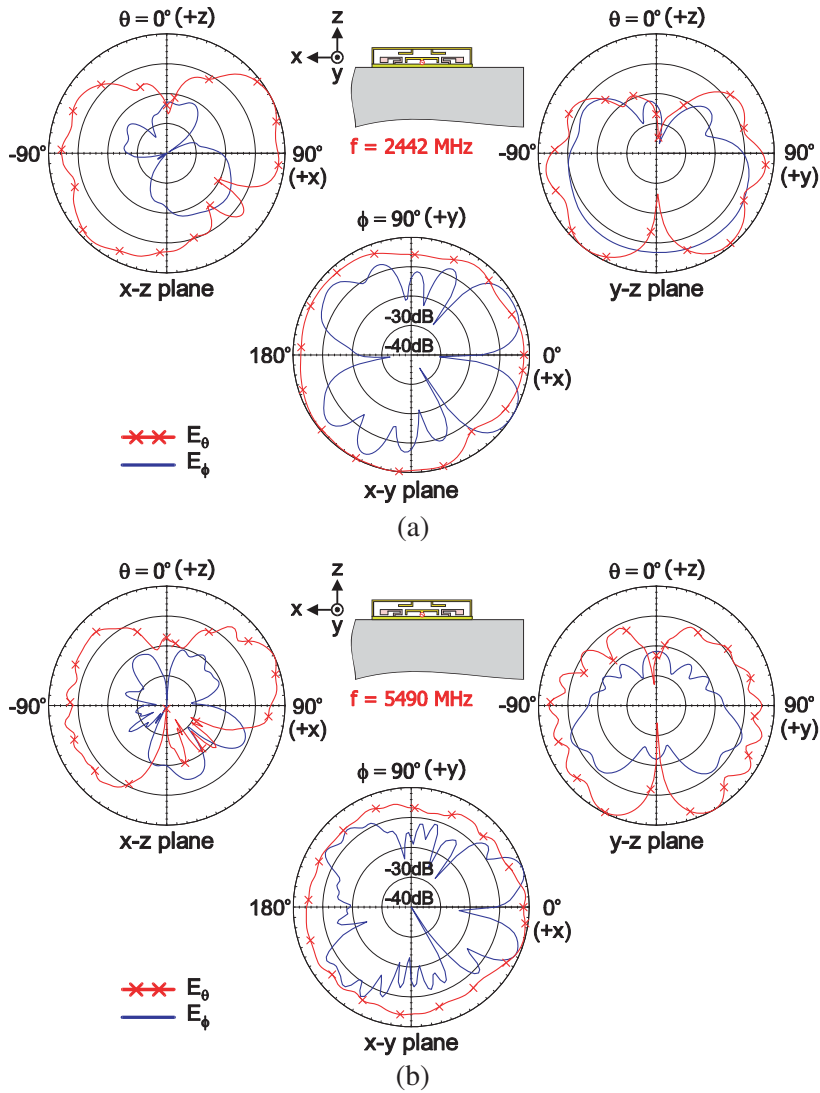 θ = 0° (+z)
z
x
y
f = 2442 MHz
θ = 0° (+z)
-90°
90°
(+x)
-90°
90°
(+y)
x-z plane
ϕ = 90° (+y)
y-z plane
-30dB
-40dB
180°
0°
(+x)
Eθ
Eϕ
x-y plane
(a)
θ = 0° (+z)
z
x
y
f = 5490 MHz
θ = 0° (+z)
-90°
90°
(+x)
-90°
90°
(+y)
x-z plane
ϕ = 90° (+y)
y-z plane
-30dB
-40dB
180°
0°
(+x)
Eθ
Eϕ
x-y plane
(b)